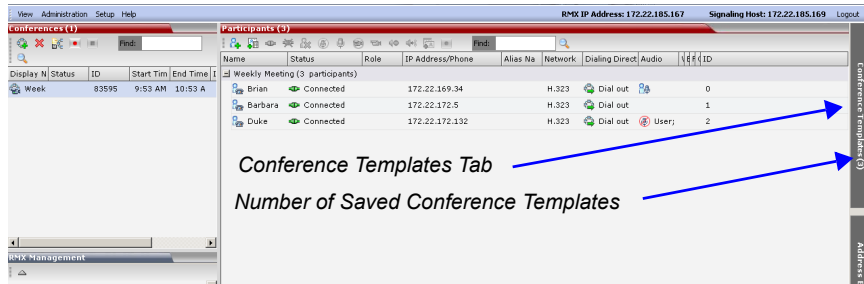 View Administration Setup Help RMX IP Address: 172.22.185.167 Signaling Host: 172.22.185.169 Logout
Conferences (1)
Find:
Display N Status ID Start Tim End Time I
Week 83595 9:53 AM 10:53 A
RMX Management
Participants (3)
Find:
Name Status Role IP Address/Phone Alias Na Network Dialing Direct Audio ID
Weekly Meeting (3 participants)
Brian Connected 172.22.169.34 H.323 Dial out 0
Barbara Connected 172.22.172.5 H.323 Dial out 1
Duke Connected 172.22.172.132 H.323 Dial out User; 2
Conference Templates Tab
Number of Saved Conference Templates
Conference Templates (3)
Address